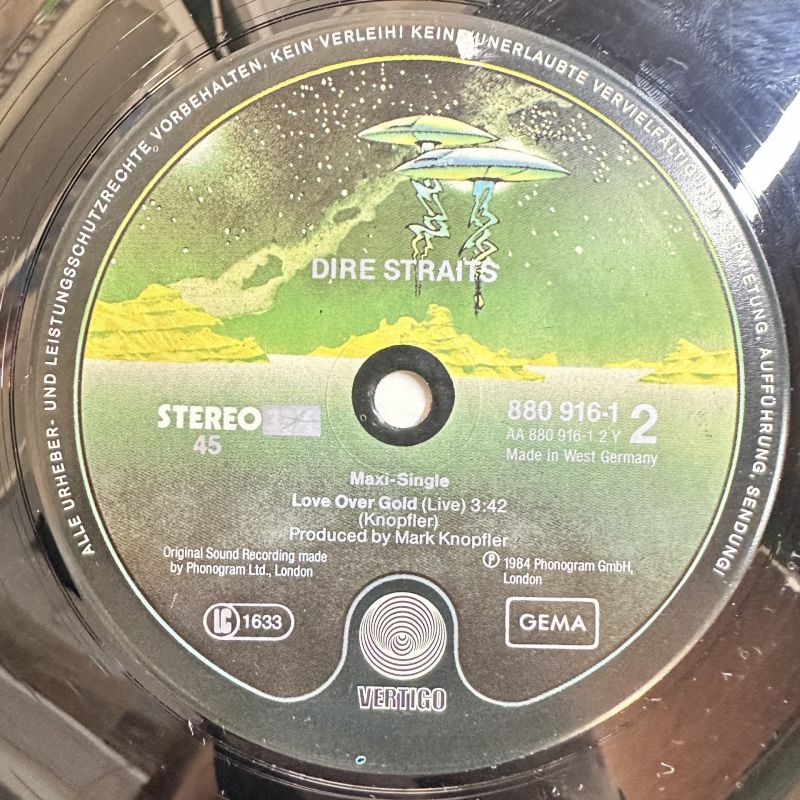 ALLE URHEBER- UND LEISTUNGSSCHUTZRECHTE VORBEHALTEN. KEIN VERLEIH! KEINE UNERLAUBTE VERVIELFÄLTIGUNG, VERMIETUNG, AUFFÜHRUNG, SENDUNG!
DIRE STRAITS
STEREO
45
880 916-1
2
AA 880 916-1.2 Y
Made in West Germany
Maxi-Single
Love Over Gold (Live) 3:42
(Knopfler)
Produced by Mark Knopfler
Original Sound Recording made
by Phonogram Ltd., London
℗ 1984 Phonogram GmbH,
London
LC 1633
GEMA
VERTIGO